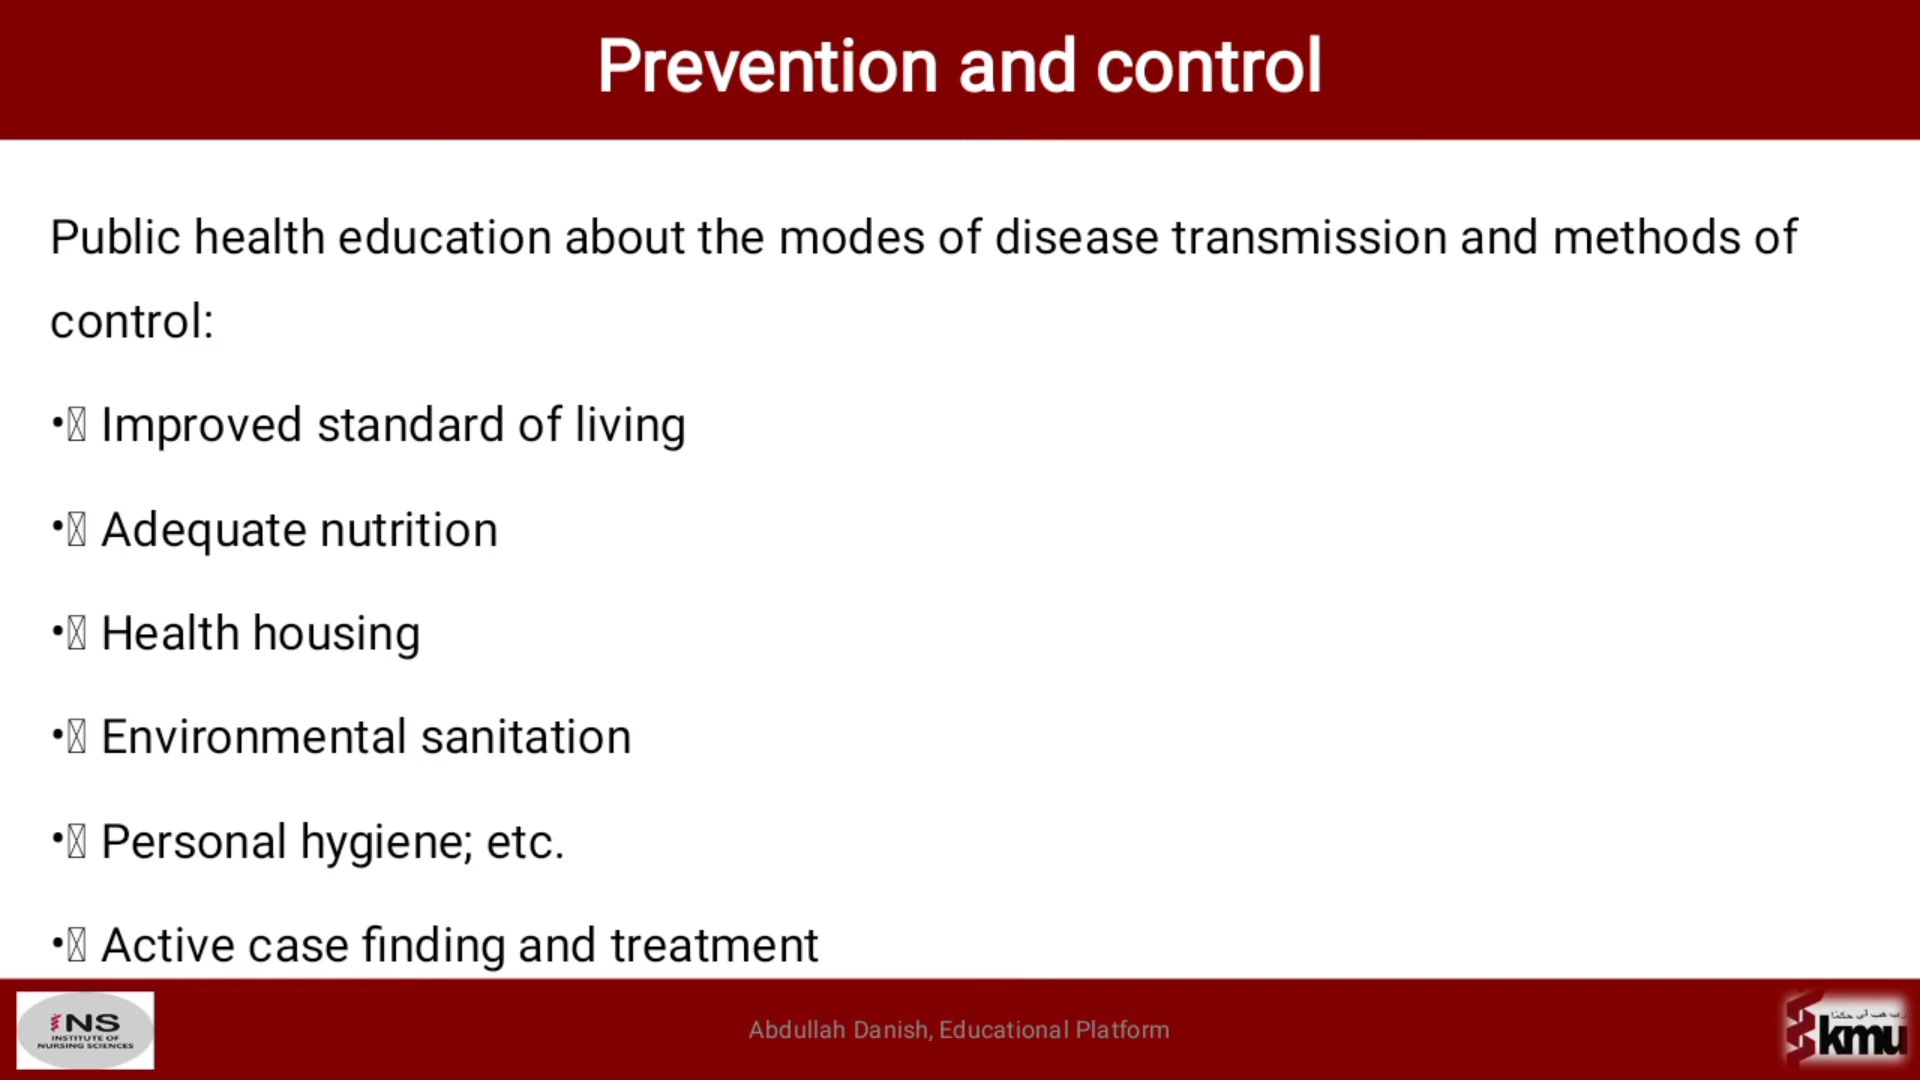 Prevention and control
Public health education about the modes of disease transmission and methods of
control:
• Improved standard of living
• Adequate nutrition
• Health housing
• Environmental sanitation
• Personal hygiene; etc.
• Active case finding and treatment
iNS
INSTITUTE OF
NURSING SCIENCES
Abdullah Danish, Educational Platform
kmu